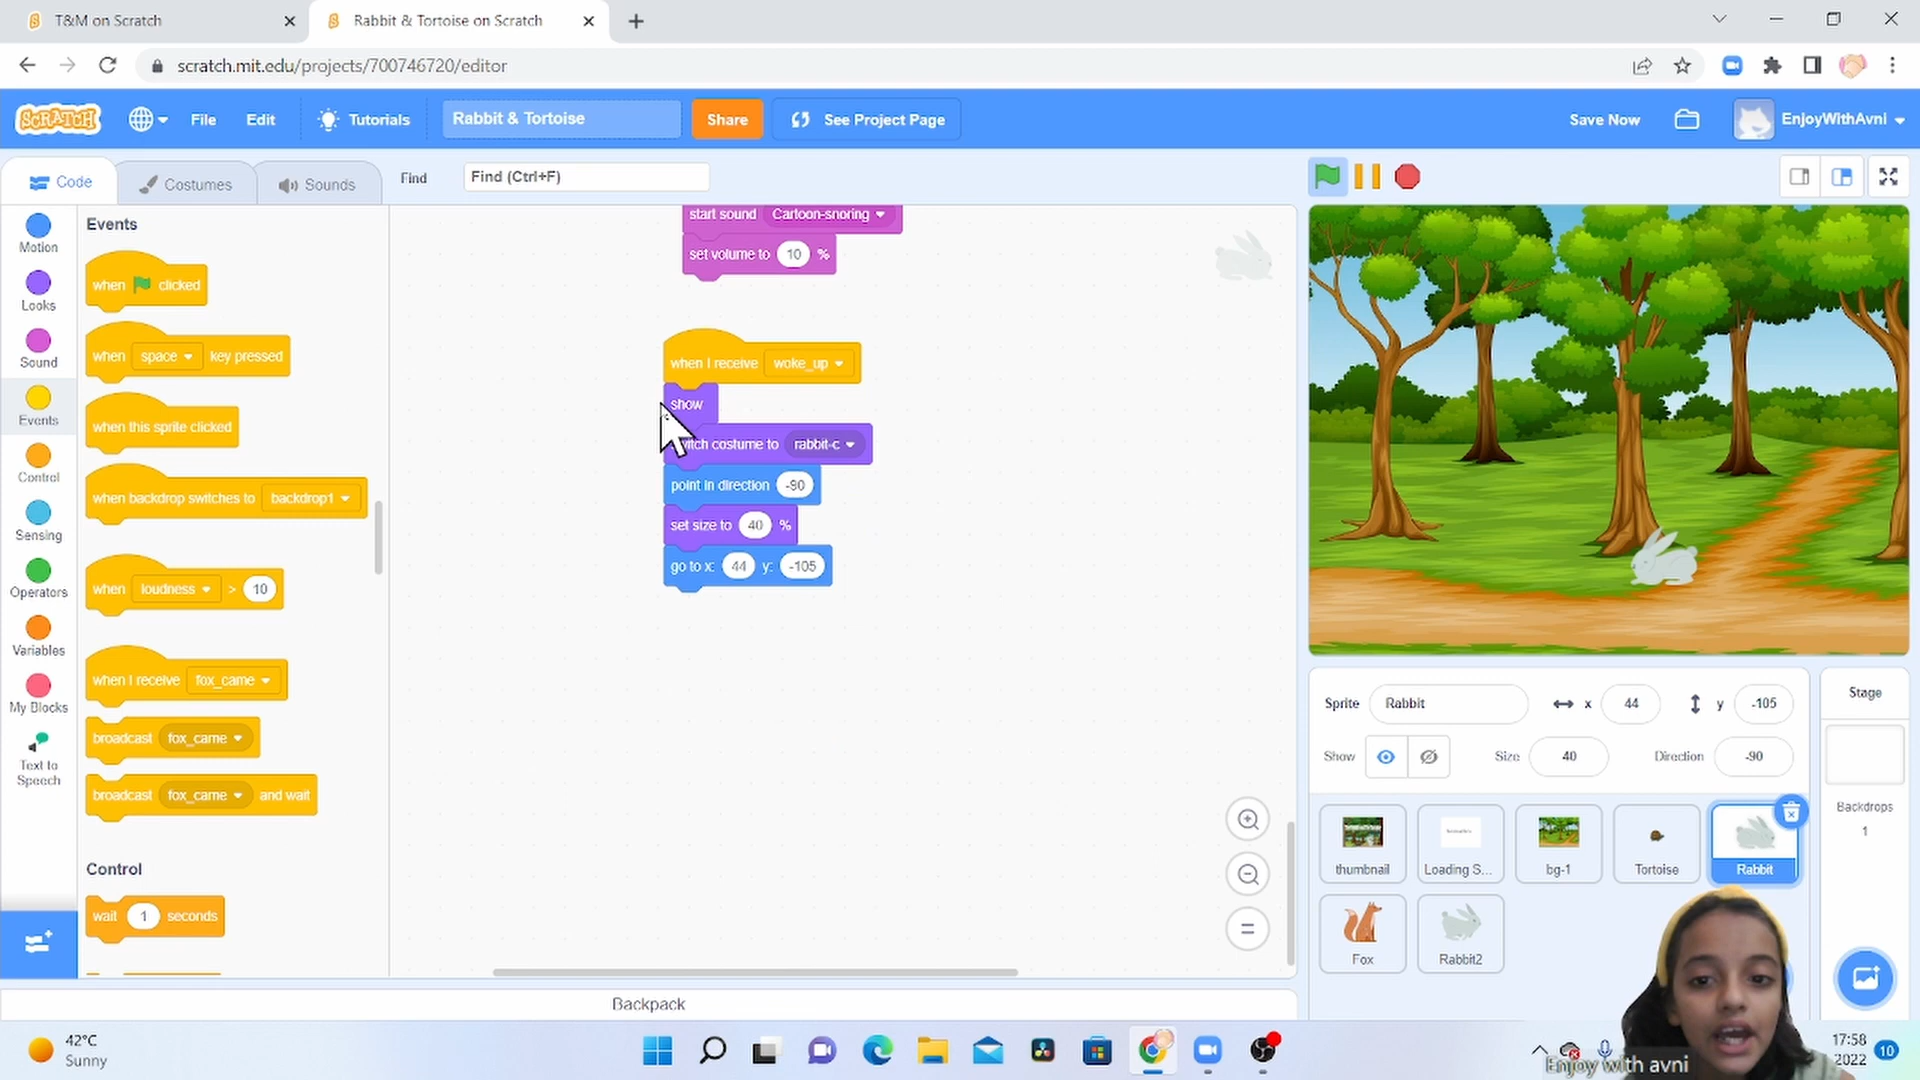 T&M on Scratch
Rabbit & Tortoise on Scratch
scratch.mit.edu/projects/700746720/editor
SCRATCH
File
Edit
Tutorials
Rabbit & Tortoise
Share
See Project Page
Save Now
EnjoyWithAvni
Code
Costumes
Sounds
Find
Find (Ctrl+F)
Motion
Looks
Sound
Events
Control
Sensing
Operators
Variables
My Blocks
Text to
Speech
Events
when clicked
when space key pressed
when this sprite clicked
when backdrop switches to backdrop1
when loudness > 10
when I receive fox_came
broadcast fox_came
broadcast fox_came and wait
Control
wait 1 seconds
start sound Cartoon-snoring
set volume to 10 %
when I receive woke_up
show
costume to rabbit-c
point in direction -90
set size to 40 %
go to x: 44 y: -105
Sprite Rabbit x 44 y -105
Show Size 40 Direction -90
thumbnail
Loading S...
bg-1
Tortoise
Rabbit
Fox
Rabbit2
Stage
Backdrops
1
Backpack
42°C
Sunny
17:58
2022
10
Enjoy with avni